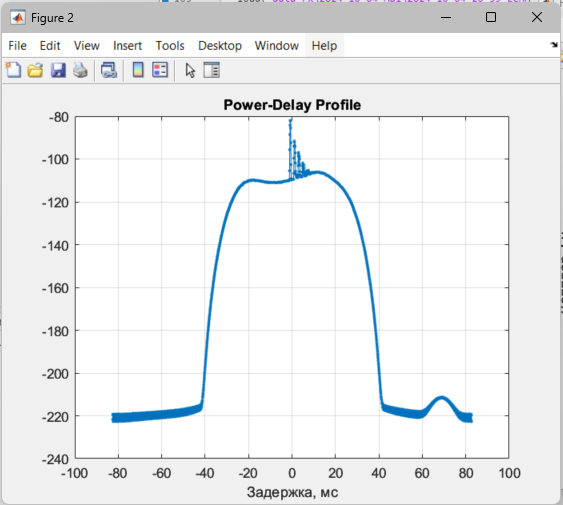 Figure 2
File Edit View Insert Tools Desktop Window Help
Power-Delay Profile
-80
-100
-120
-140
-160
-180
-200
-220
-240
-100 -80 -60 -40 -20 0 20 40 60 80 100
Задержка, мс